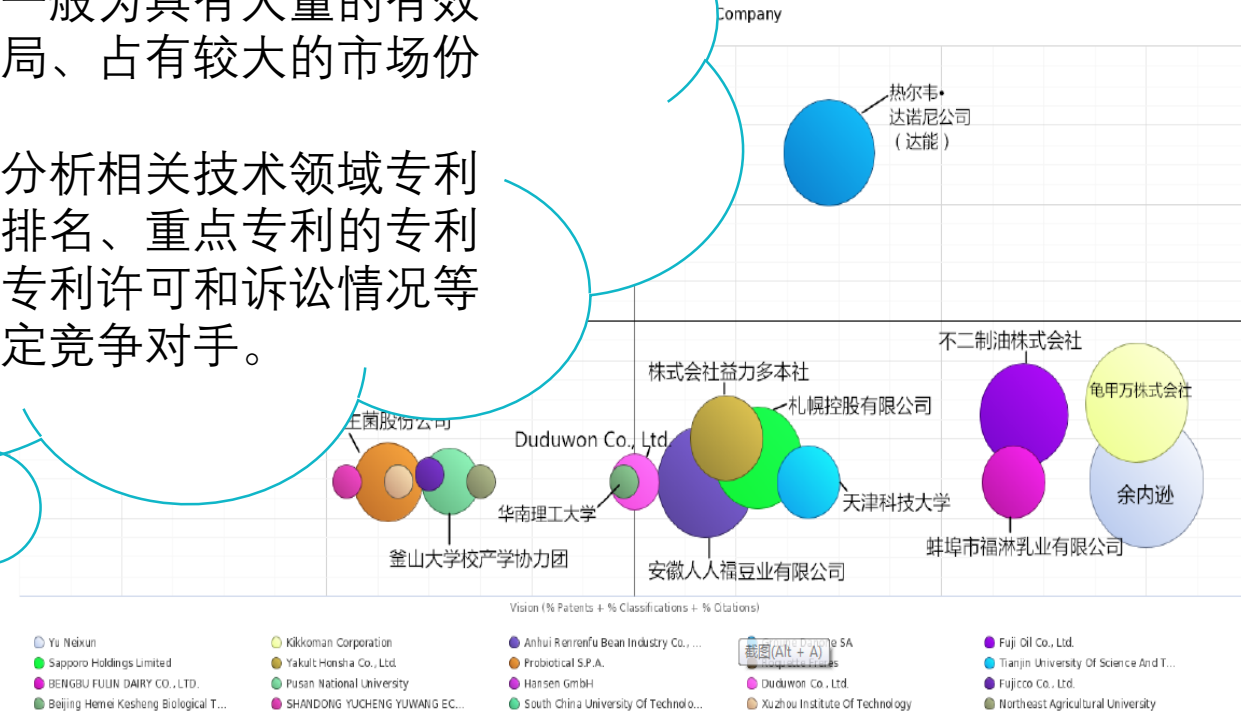 一般为具有大量的有效
局、占有较大的市场份
分析相关技术领域专利
排名、重点专利的专利
专利许可和诉讼情况等
定竞争对手。
Company
热尔韦•
达诺尼公司
（达能）
不二制油株式会社
株式会社益力多本社
龟甲万株式会社
札幌控股有限公司
生菌股份公司
Duduwon Co., Ltd
余内逊
天津科技大学
华南理工大学
蚌埠市福淋乳业有限公司
釜山大学校产学协力团
安徽人人福豆业有限公司
Vision (% Patents + % Classifications + % Citations)
Yu Neixun
Kikkoman Corporation
Anhui Renrenfu Bean Industry Co., ...
Danone SA
Fuji Oil Co., Ltd.
Sapporo Holdings Limited
Yakult Honsha Co., Ltd.
Probiotical S.P.A.
Roquette Freres
Tianjin University Of Science And T...
截图(Alt + A)
BENGBU FULIN DAIRY CO., LTD.
Pusan National University
Hansen GmbH
Duduwon Co., Ltd.
Fujicco Co., Ltd.
Beijing Hemei Kesheng Biological T...
SHANDONG YUCHENG YUWANG EC...
South China University Of Technolo...
Xuzhou Institute Of Technology
Northeast Agricultural University